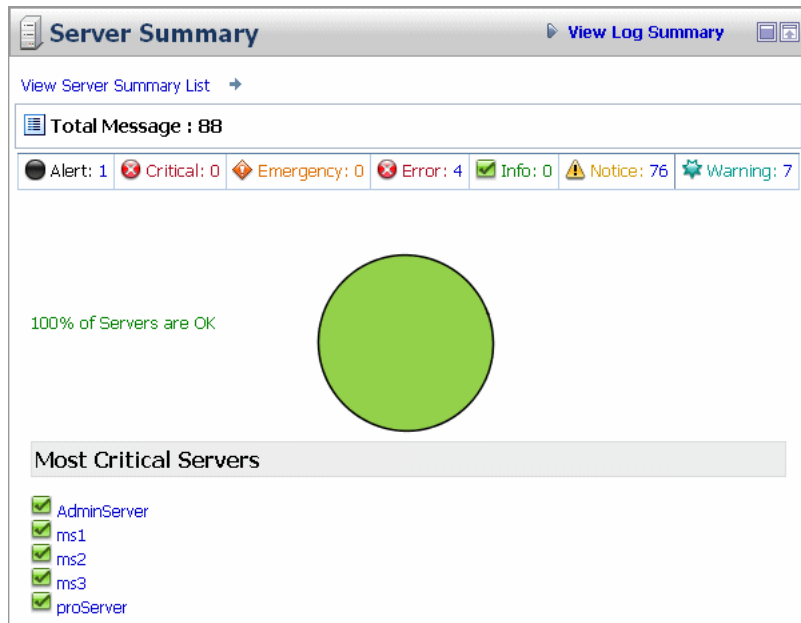 Server Summary
View Log Summary
View Server Summary List
Total Message : 88
Alert: 1 Critical: 0 Emergency: 0 Error: 4 Info: 0 Notice: 76 Warning: 7
100% of Servers are OK
Most Critical Servers
AdminServer
ms1
ms2
ms3
proServer